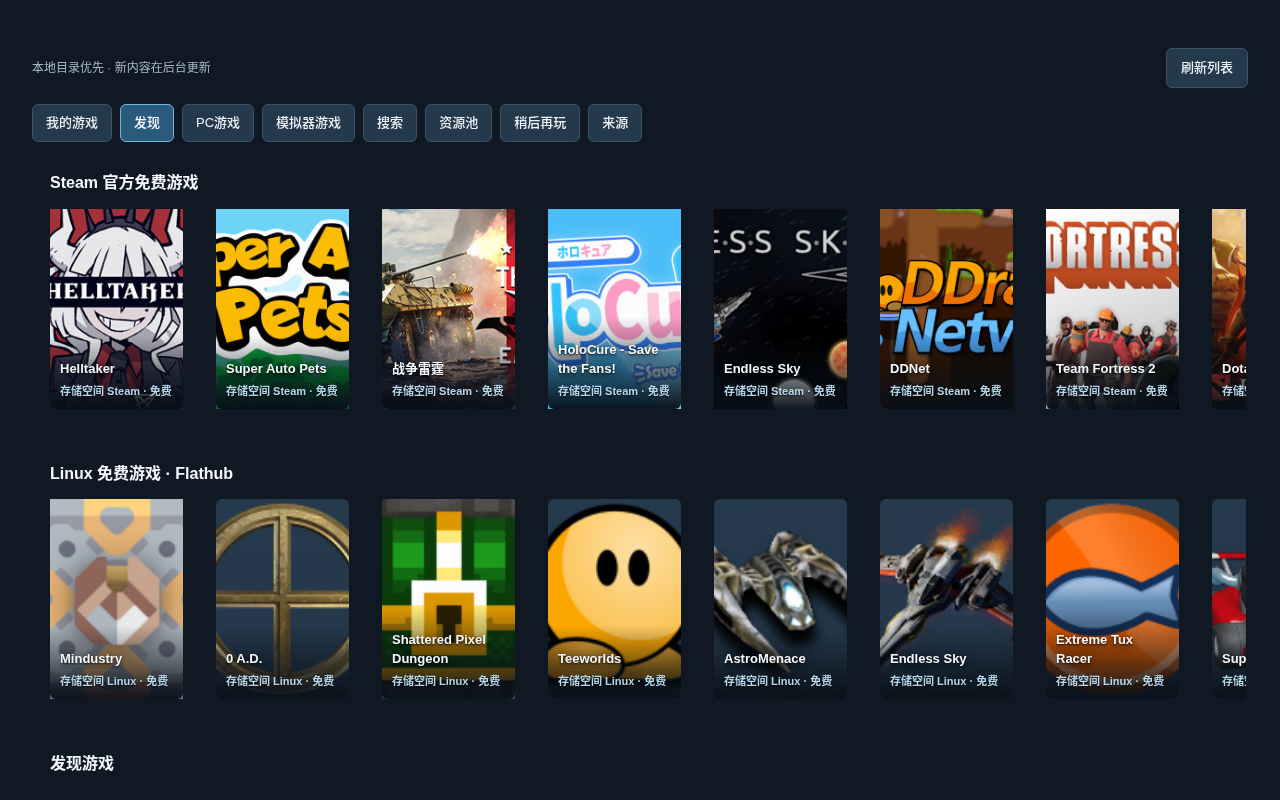 本地目录优先 · 新内容在后台更新
刷新列表
我的游戏
发现
PC游戏
模拟器游戏
搜索
资源池
稍后再玩
来源
Steam 官方免费游戏
HELLTAKER
Helltaker
存储空间 Steam · 免费
Super Auto Pets
存储空间 Steam · 免费
战争雷霆
存储空间 Steam · 免费
ホロキュア
HoloCure - Save
the Fans!
存储空间 Steam · 免费
Endless Sky
存储空间 Steam · 免费
DDNet
存储空间 Steam · 免费
Team Fortress 2
存储空间 Steam · 免费
Linux 免费游戏 · Flathub
Mindustry
存储空间 Linux · 免费
0 A.D.
存储空间 Linux · 免费
Shattered Pixel
Dungeon
存储空间 Linux · 免费
Teeworlds
存储空间 Linux · 免费
AstroMenace
存储空间 Linux · 免费
Endless Sky
存储空间 Linux · 免费
Extreme Tux
Racer
存储空间 Linux · 免费
发现游戏